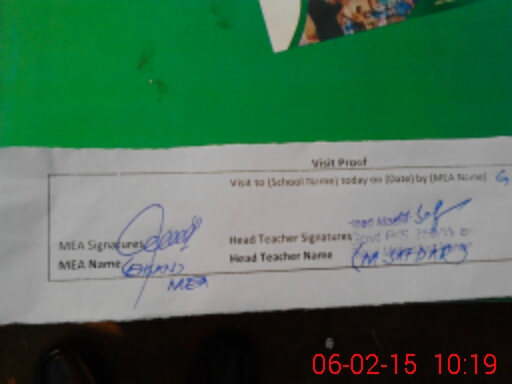 Visit Proof
Visit to (School Name) today on (Date) by (MEA Name)
MEA Signatures
Head Teacher Signatures
MEA Name
Head Teacher Name (M SAFDAR)
MEA
06-02-15 10:19